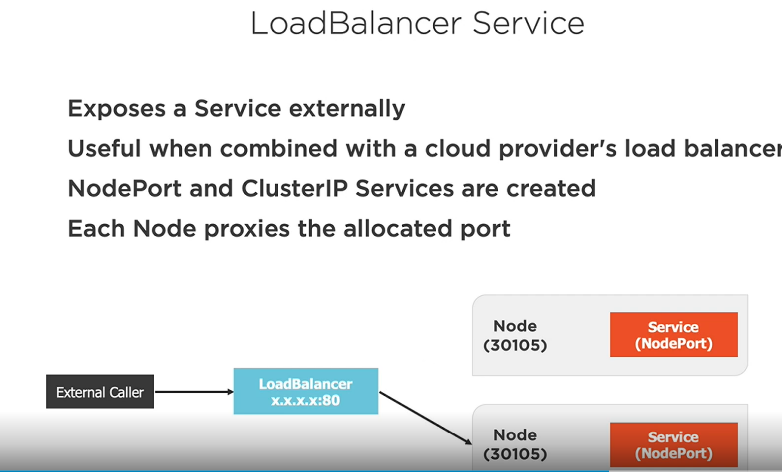 LoadBalancer Service
Exposes a Service externally
Useful when combined with a cloud provider's load balancer
NodePort and ClusterIP Services are created
Each Node proxies the allocated port
Node
(30105)
Service
(NodePort)
External Caller
LoadBalancer
x.x.x.x:80
Node
(30105)
Service
(NodePort)